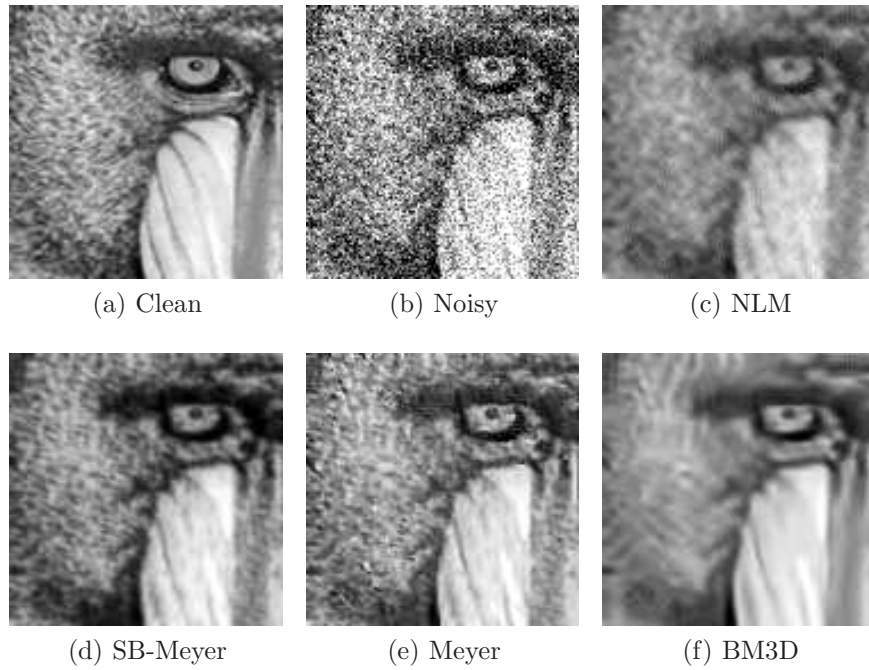 (a) Clean
(b) Noisy
(c) NLM
(d) SB-Meyer
(e) Meyer
(f) BM3D